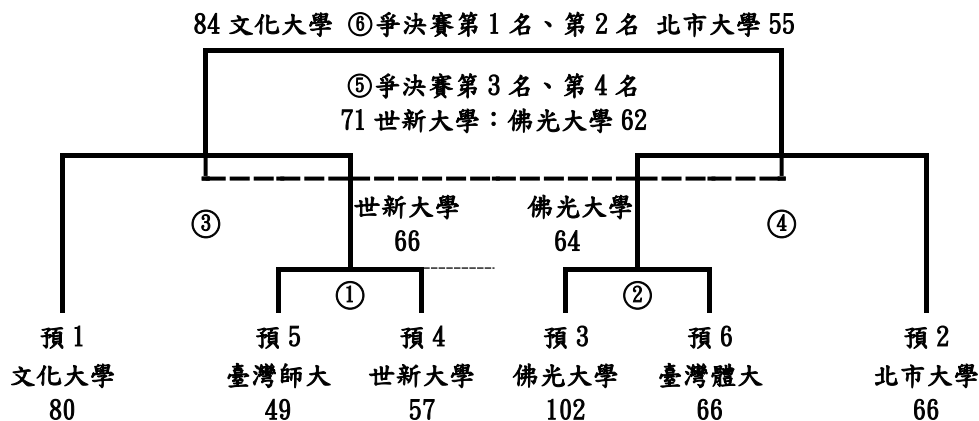 84 文化大學 ⑥爭決賽第 1 名、第 2 名 北市大學 55
⑤爭決賽第 3 名、第 4 名
71 世新大學：佛光大學 62
世新大學 佛光大學
③ 66 64 ④
① ②
預 1 預 5 預 4 預 3 預 6 預 2
文化大學 臺灣師大 世新大學 佛光大學 臺灣體大 北市大學
80 49 57 102 66 66